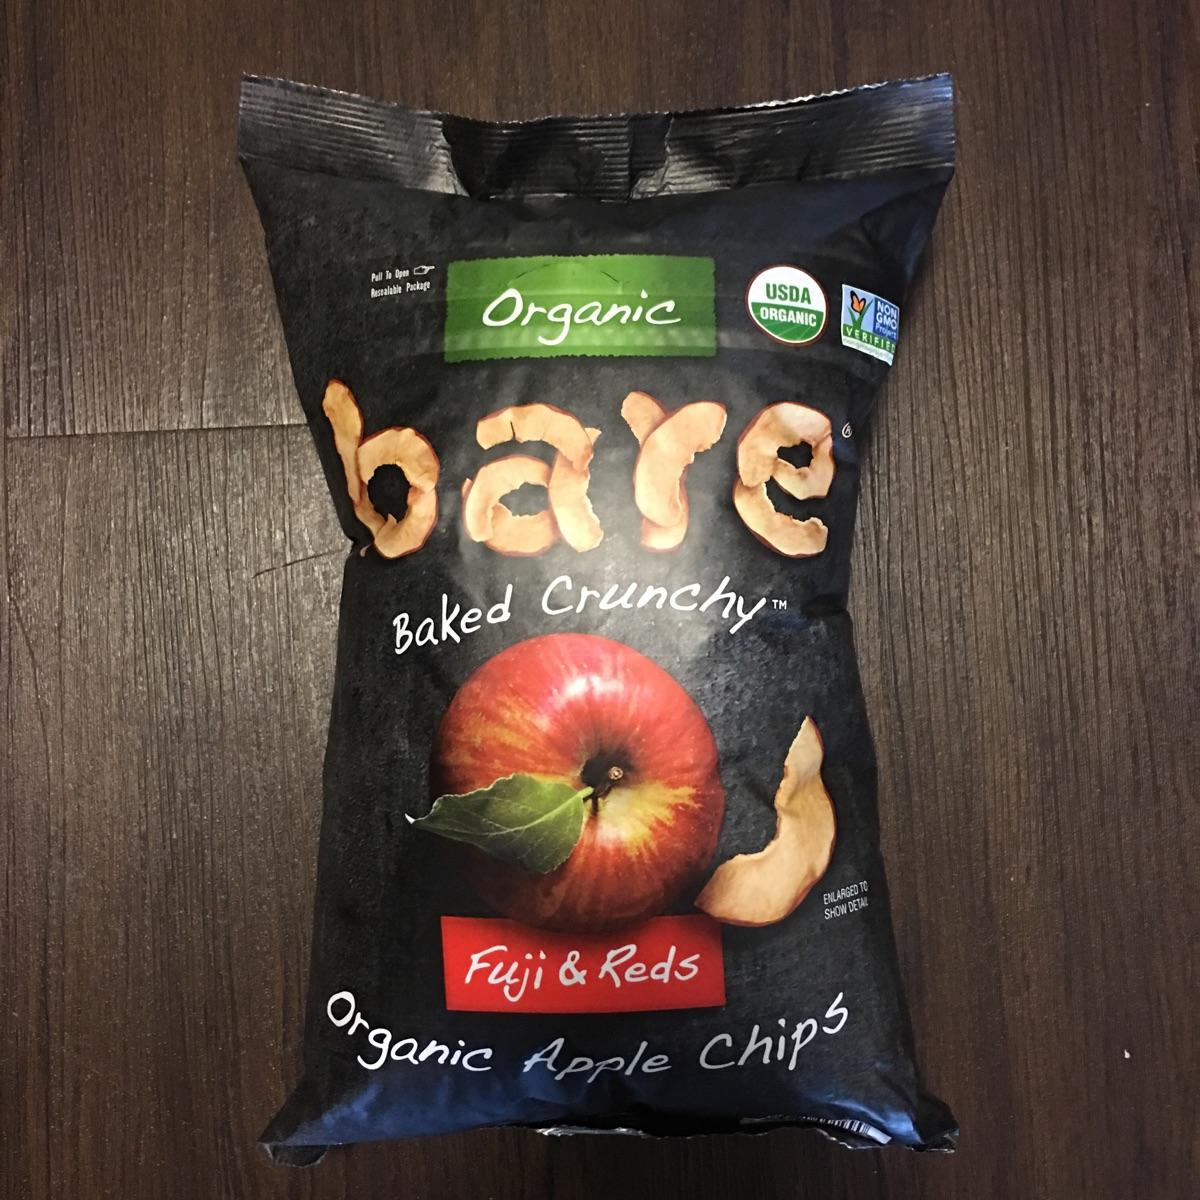 Pull To Open
Resealable Package
Organic
USDA
ORGANIC
NON
GMO
Project
VERIFIED
bare®
Baked Crunchy™
ENLARGED TO
SHOW DETAIL
Fuji & Reds
Organic Apple Chips